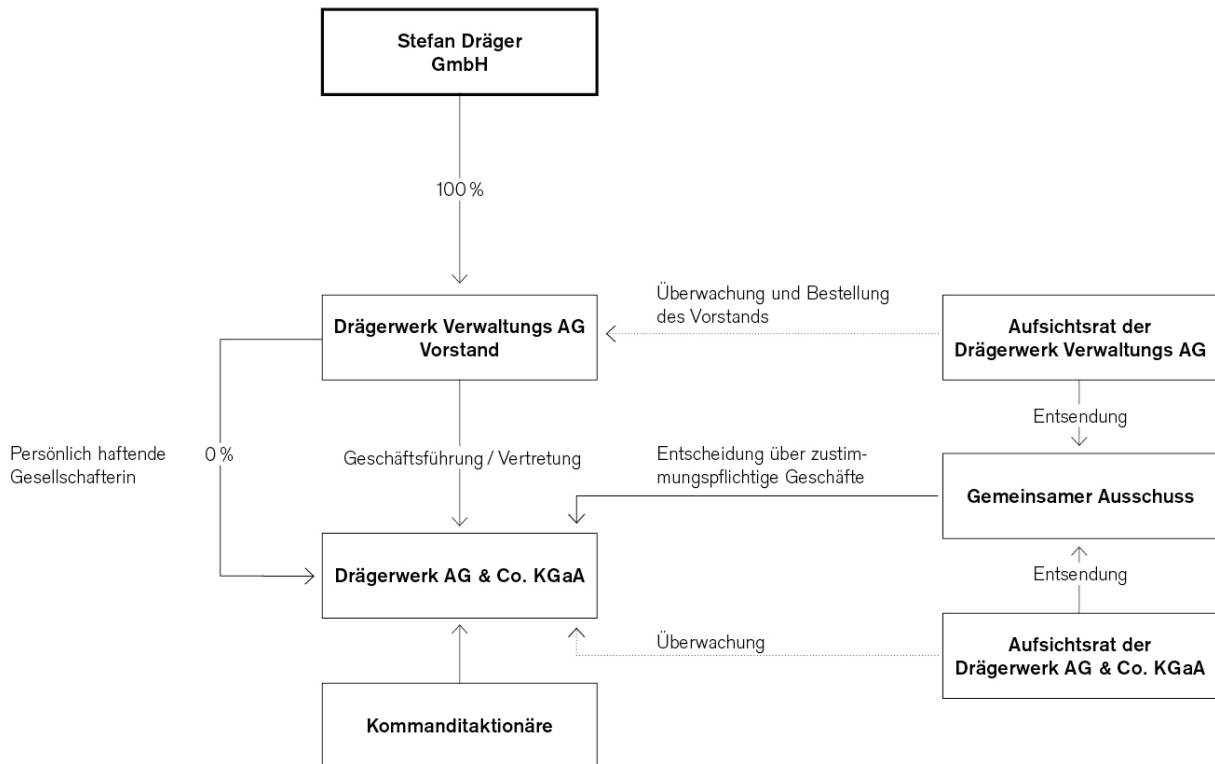 Stefan Dräger
GmbH
100 %
Drägerwerk Verwaltungs AG
Vorstand
Überwachung und Bestellung
des Vorstands
Aufsichtsrat der
Drägerwerk Verwaltungs AG
Entsendung
Persönlich haftende
Gesellschafterin
0 %
Geschäftsführung / Vertretung
Entscheidung über zustim-
mungspflichtige Geschäfte
Gemeinsamer Ausschuss
Drägerwerk AG & Co. KGaA
Entsendung
Überwachung
Aufsichtsrat der
Drägerwerk AG & Co. KGaA
Kommanditaktionäre